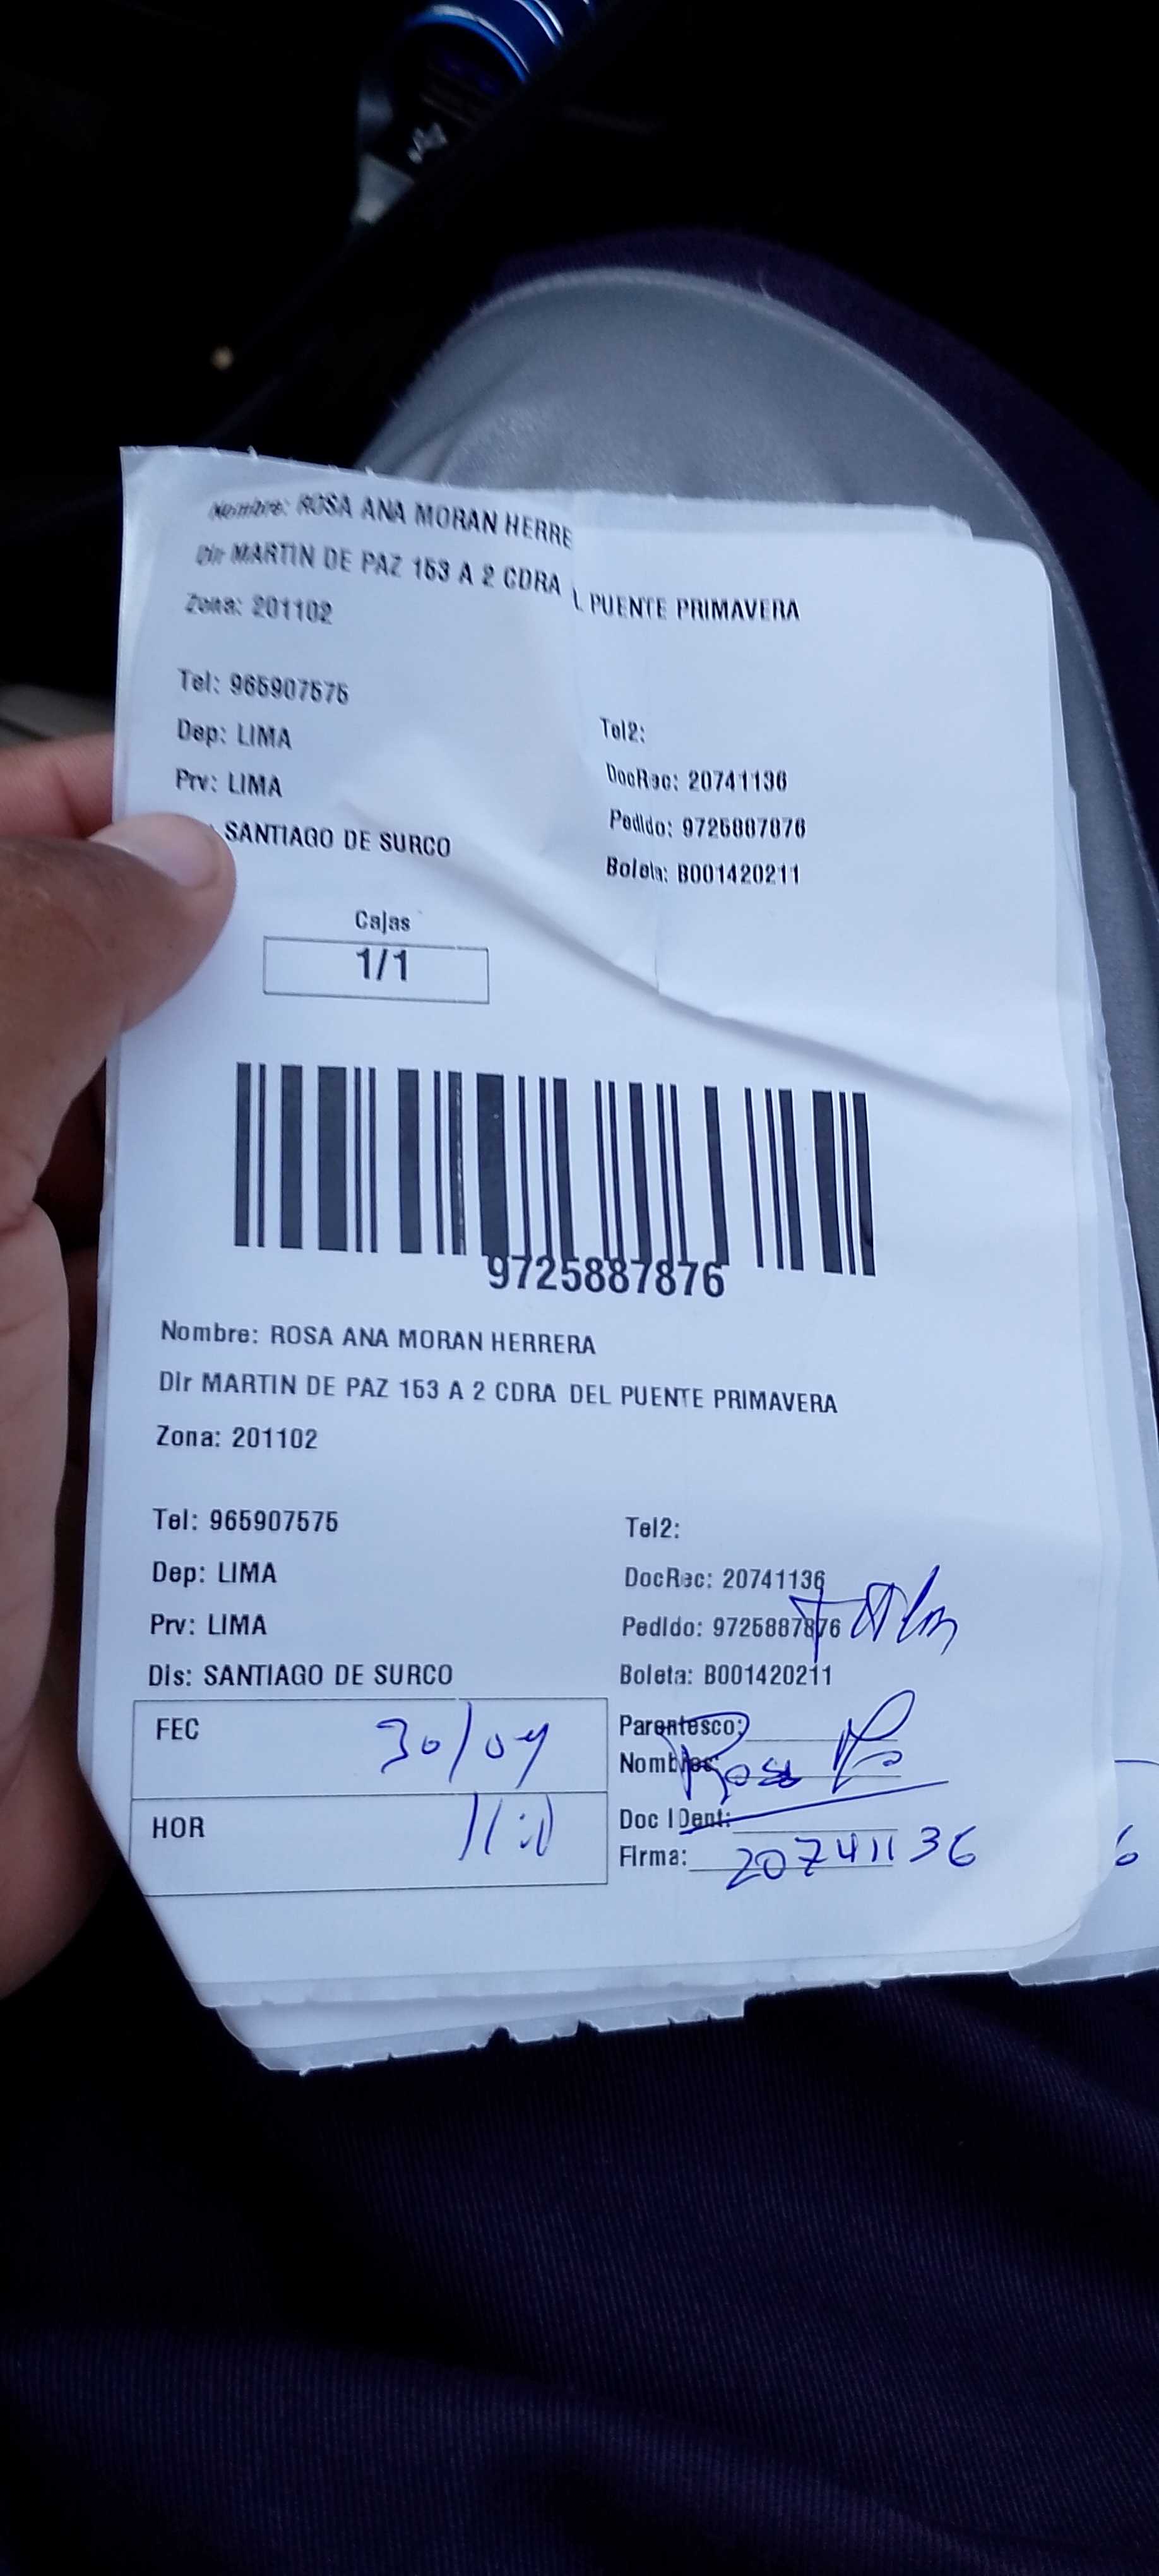 Nombre: ROSA ANA MORAN HERRE
Dir MARTIN DE PAZ 153 A 2 CDRA L PUENTE PRIMAVERA
Zona: 201102
Tel: 965907575
Tel2:
Dep: LIMA
DocRec: 20741136
Prv: LIMA
Pedido: 9725887876
SANTIAGO DE SURCO
Boleta: B001420211
Cajas
1/1
9725887876
Nombre: ROSA ANA MORAN HERRERA
Dir MARTIN DE PAZ 153 A 2 CDRA DEL PUENTE PRIMAVERA
Zona: 201102
Tel: 965907575
Tel2:
Dep: LIMA
DocRec: 20741136
Prv: LIMA
Pedido: 9725887876
Dis: SANTIAGO DE SURCO
Boleta: B001420211
FEC 30/04
Parentesco:
Nombres: Rosa
HOR
Doc IDent:
Firma: 20741136
6